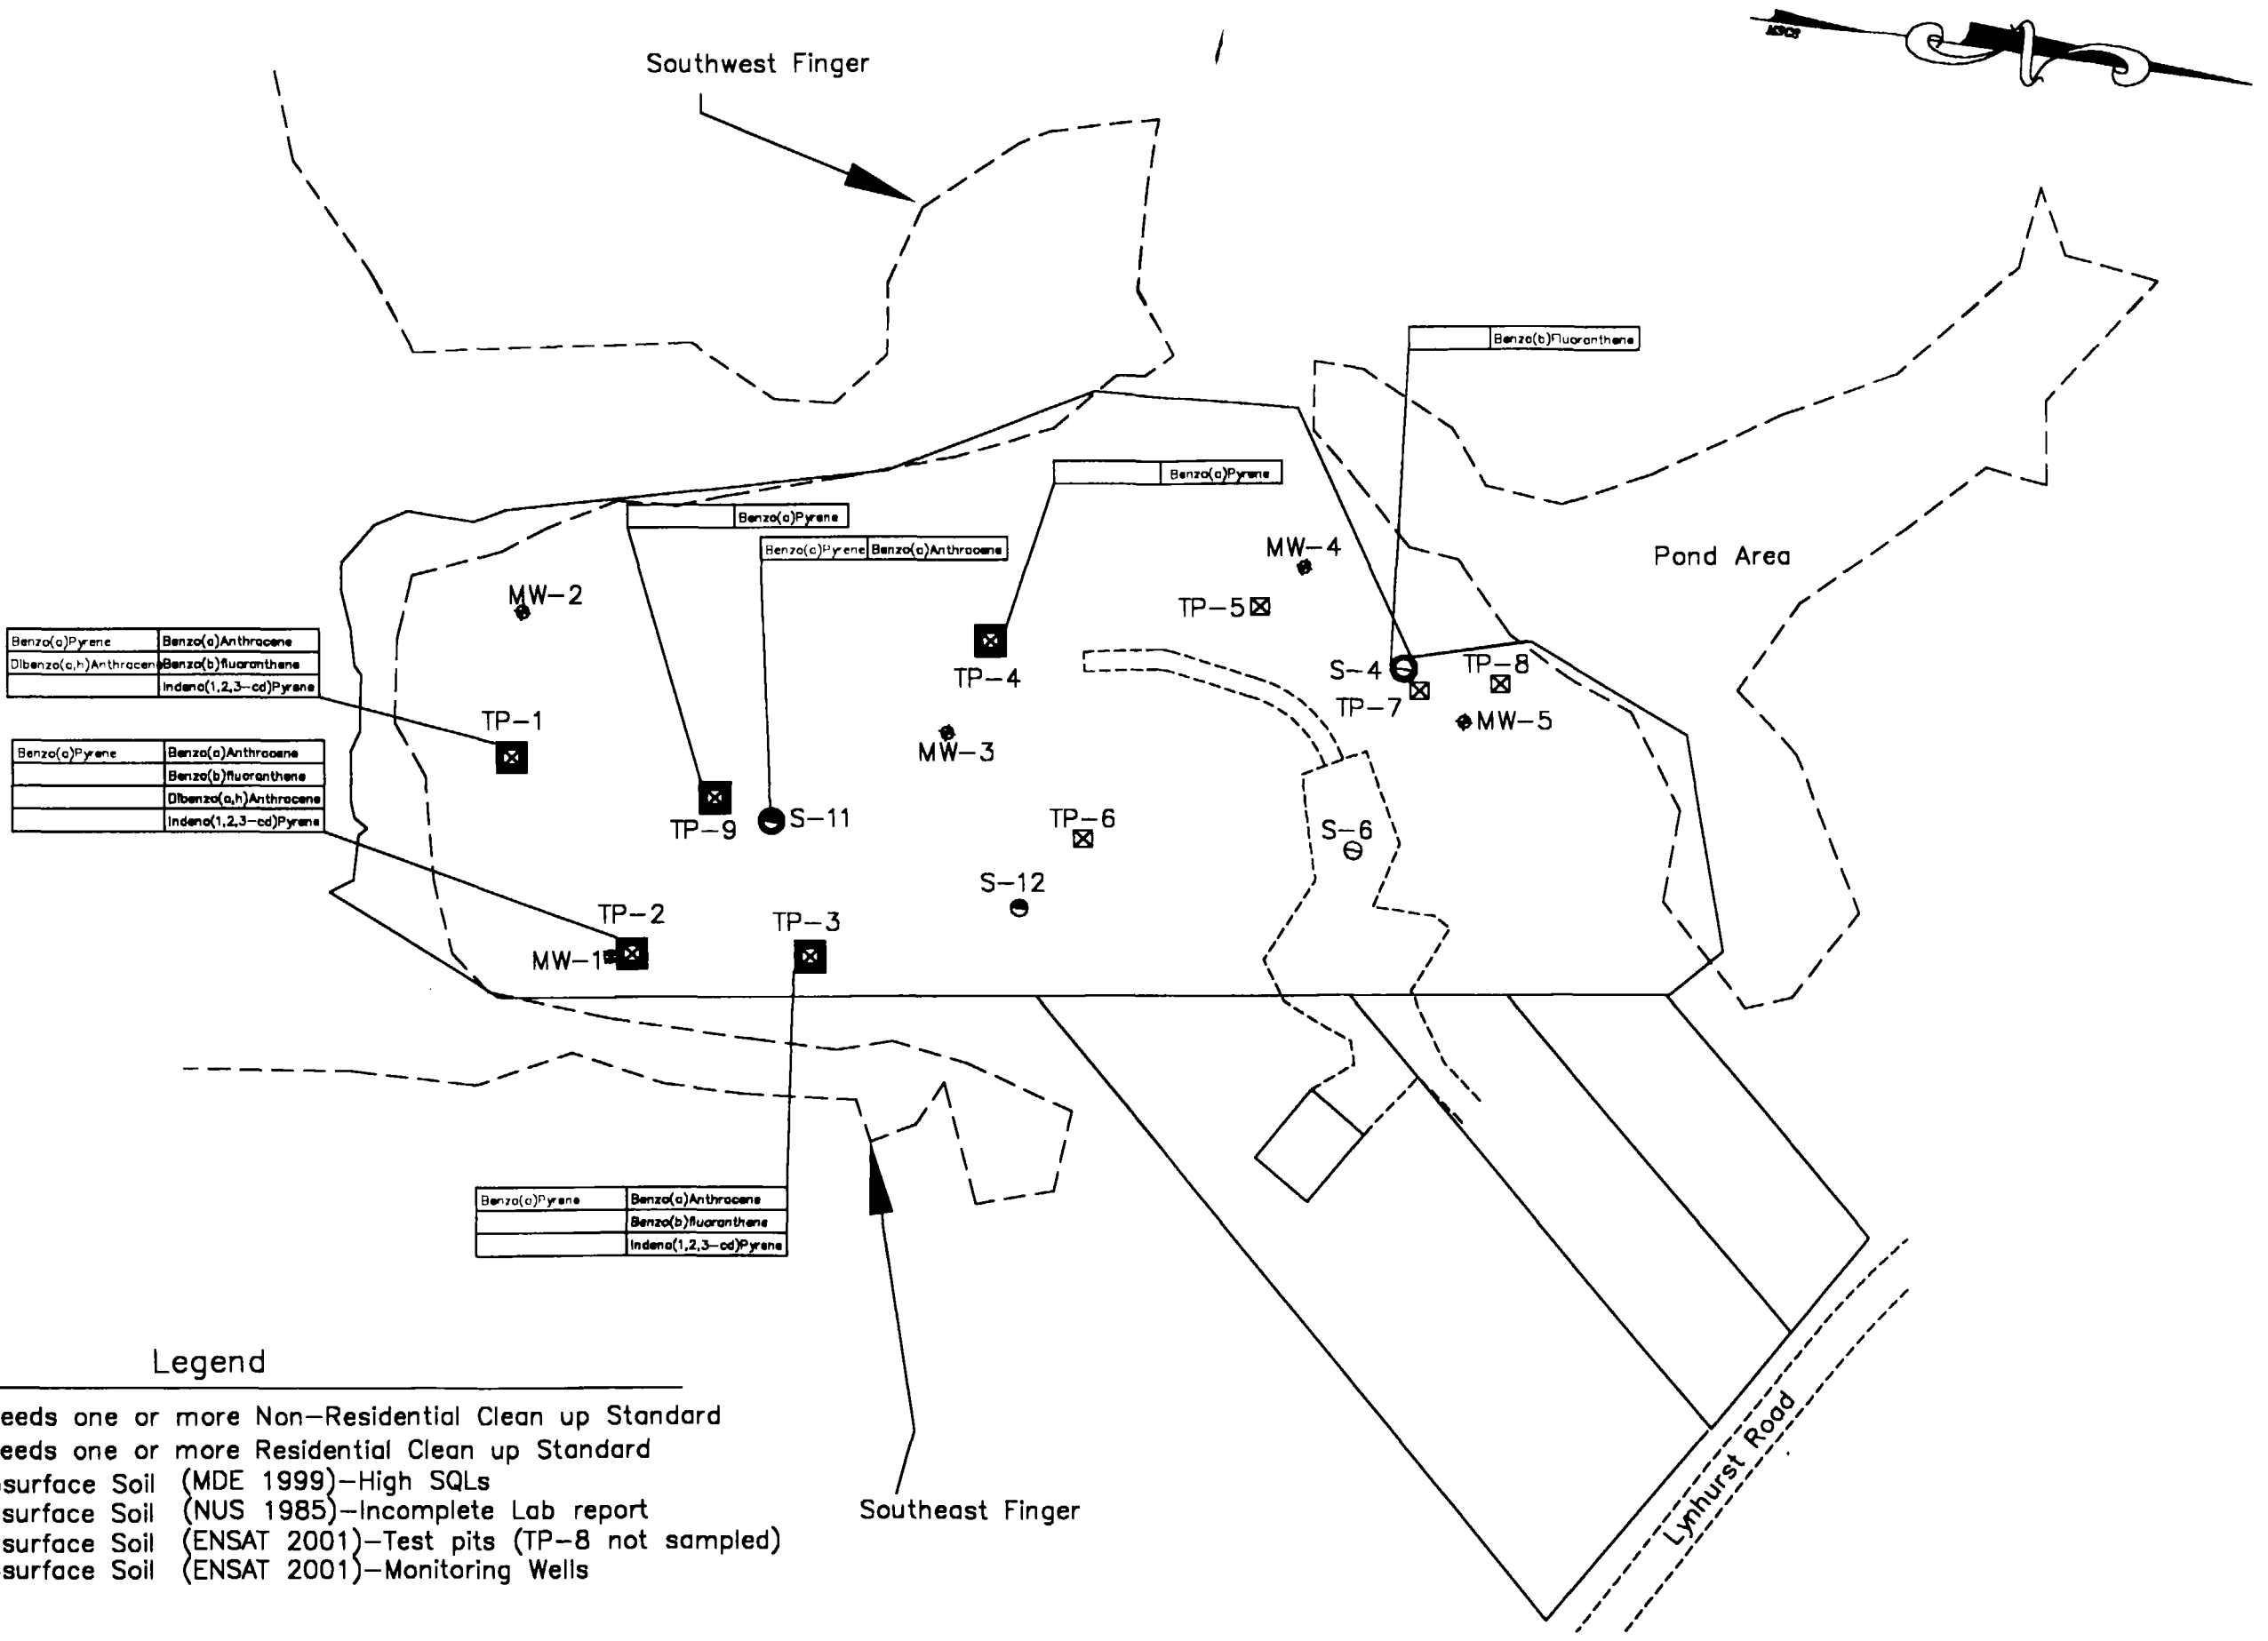 Southwest Finger
Benzo(b)Fluoranthene
Benzo(a)Pyrene
Benzo(a)Pyrene
Benzo(a)Pyrene Benzo(a)Anthracene
MW-4
Pond Area
MW-2
TP-5
Benzo(a)Pyrene Benzo(a)Anthracene
Dibenzo(a,h)Anthracen Benzo(b)fluoranthene
Indeno(1,2,3-cd)Pyrene
TP-4
S-4
TP-8
TP-7
MW-5
TP-1
MW-3
Benzo(a)Pyrene Benzo(a)Anthracene
Benzo(b)fluoranthene
Dibenzo(a,h)Anthracene
Indeno(1,2,3-cd)Pyrene
TP-9
S-11
TP-6
S-6
S-12
TP-2
TP-3
MW-1
Benzo(a)Pyrene Benzo(a)Anthracene
Benzo(b)fluoranthene
Indeno(1,2,3-cd)Pyrene
Legend
eeds one or more Non-Residential Clean up Standard
eeds one or more Residential Clean up Standard
surface Soil (MDE 1999)-High SQLs
surface Soil (NUS 1985)-Incomplete Lab report
surface Soil (ENSAT 2001)-Test pits (TP-8 not sampled)
surface Soil (ENSAT 2001)-Monitoring Wells
Southeast Finger
Lynhurst Road